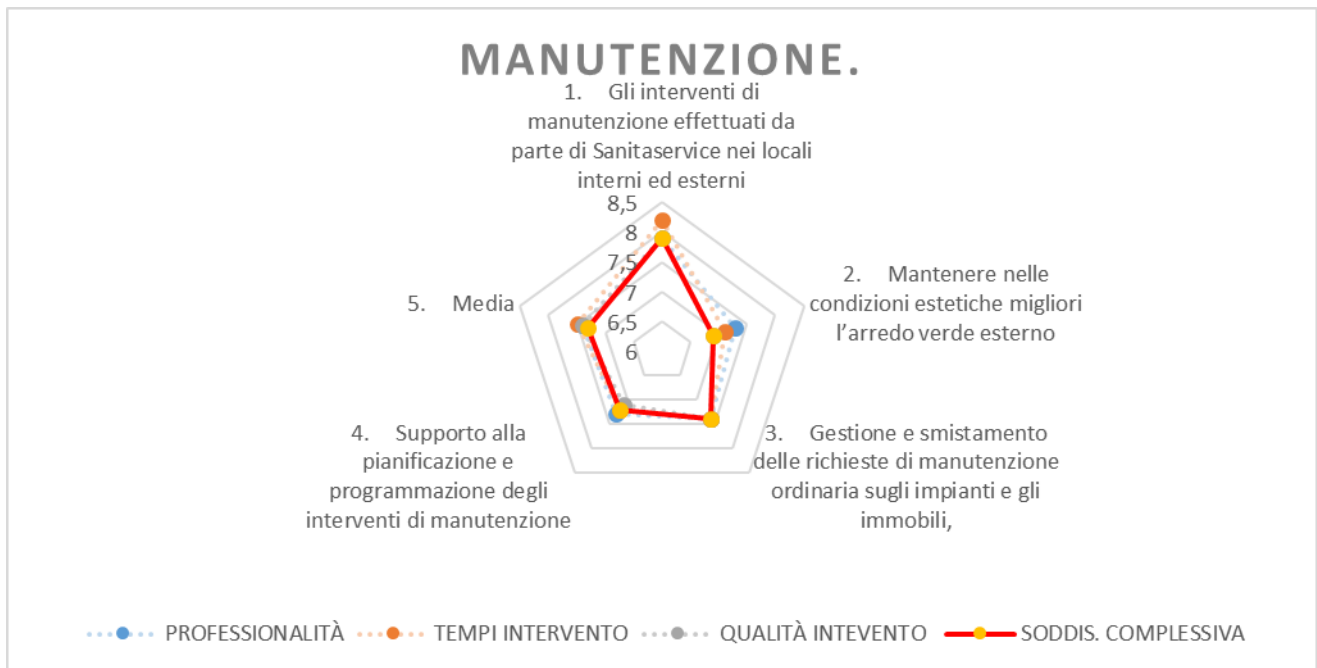 MANUTENZIONE.
1. Gli interventi di
manutenzione effettuati da
parte di Sanitaservice nei locali
interni ed esterni
8,5
8
7,5
7
6,5
6
2. Mantenere nelle
condizioni estetiche migliori
l’arredo verde esterno
3. Gestione e smistamento
delle richieste di manutenzione
ordinaria sugli impianti e gli
immobili,
4. Supporto alla
pianificazione e
programmazione degli
interventi di manutenzione
5. Media
PROFESSIONALITÀ TEMPI INTERVENTO QUALITÀ INTEVENTO SODDIS. COMPLESSIVA